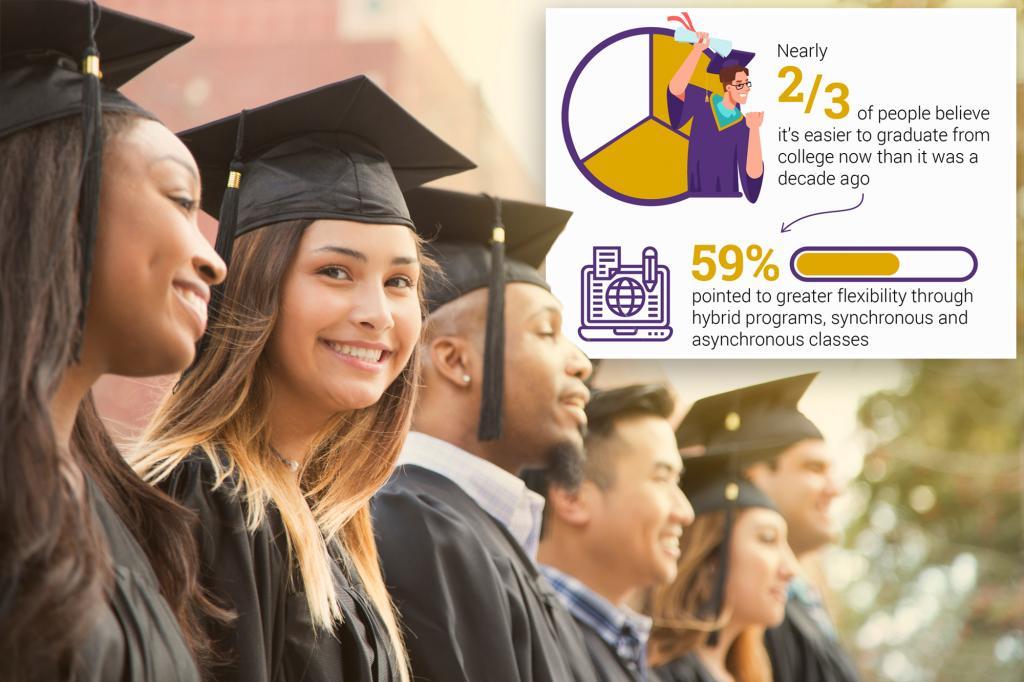 Nearly
2/3 of people believe
it's easier to graduate from
college now than it was a
decade ago
59%
pointed to greater flexibility through
hybrid programs, synchronous and
asynchronous classes